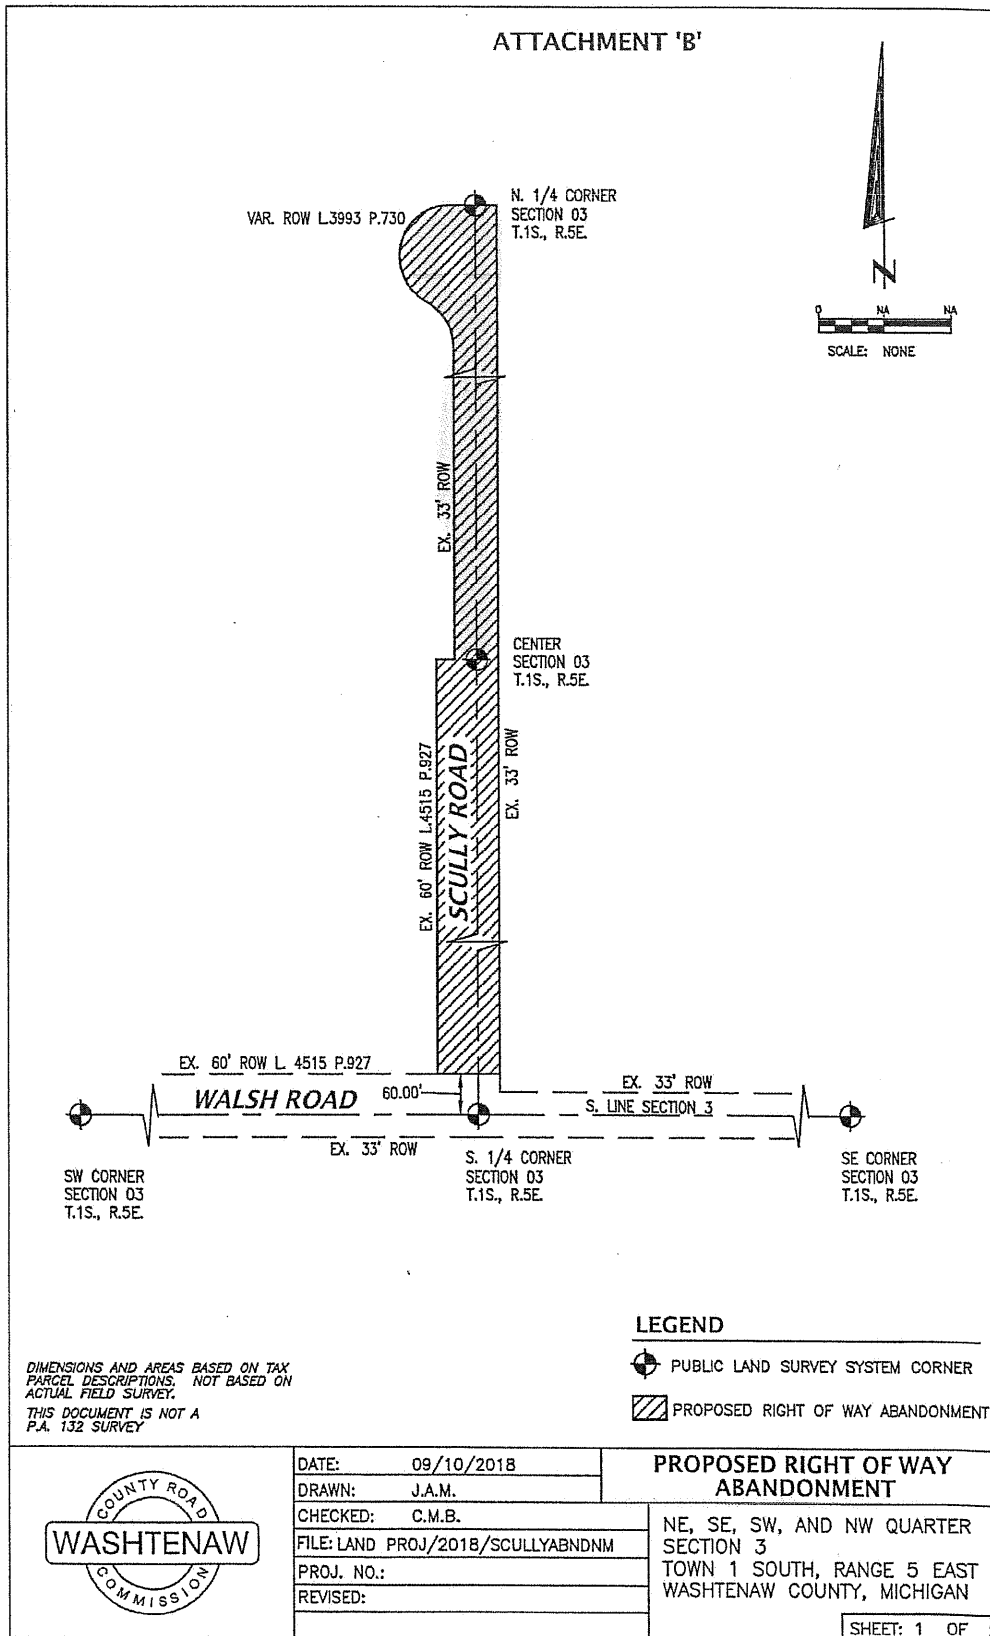 ATTACHMENT 'B'
N. 1/4 CORNER
SECTION 03
T.1S., R.5E.
VAR. ROW L.3993 P.730
N
0 NA NA
SCALE: NONE
EX. 33' ROW
CENTER
SECTION 03
T.1S., R.5E.
EX. 60' ROW L.4515 P.927
SCULLY ROAD
EX. 33' ROW
EX. 60' ROW L. 4515 P.927
WALSH ROAD
60.00'
EX. 33' ROW
S. LINE SECTION 3
EX. 33' ROW
SW CORNER
SECTION 03
T.1S., R.5E.
S. 1/4 CORNER
SECTION 03
T.1S., R.5E.
SE CORNER
SECTION 03
T.1S., R.5E.
LEGEND
PUBLIC LAND SURVEY SYSTEM CORNER
PROPOSED RIGHT OF WAY ABANDONMENT
DIMENSIONS AND AREAS BASED ON TAX
PARCEL DESCRIPTIONS. NOT BASED ON
ACTUAL FIELD SURVEY.
THIS DOCUMENT IS NOT A
P.A. 132 SURVEY
COUNTY ROAD
WASHTENAW
COMMISSION
DATE: 09/10/2018
DRAWN: J.A.M.
CHECKED: C.M.B.
FILE: LAND PROJ/2018/SCULLYABNDNM
PROJ. NO.:
REVISED:
PROPOSED RIGHT OF WAY
ABANDONMENT
NE, SE, SW, AND NW QUARTER
SECTION 3
TOWN 1 SOUTH, RANGE 5 EAST
WASHTENAW COUNTY, MICHIGAN
SHEET: 1 OF